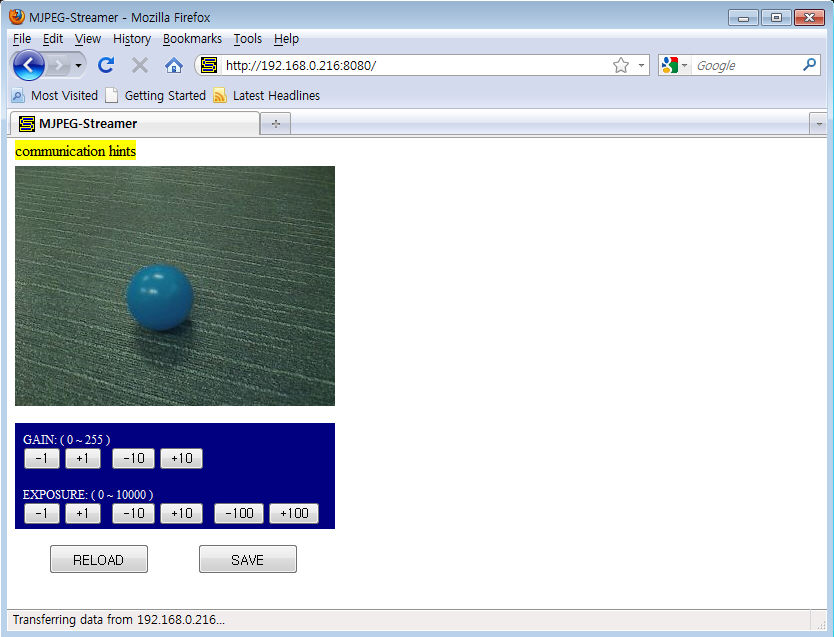 MJPEG-Streamer - Mozilla Firefox
File Edit View History Bookmarks Tools Help
http://192.168.0.216:8080/ Google
Most Visited Getting Started Latest Headlines
MJPEG-Streamer
communication hints
GAIN: ( 0 ~ 255 )
-1 +1 -10 +10
EXPOSURE: ( 0 ~ 10000 )
-1 +1 -10 +10 -100 +100
RELOAD SAVE
Transferring data from 192.168.0.216...